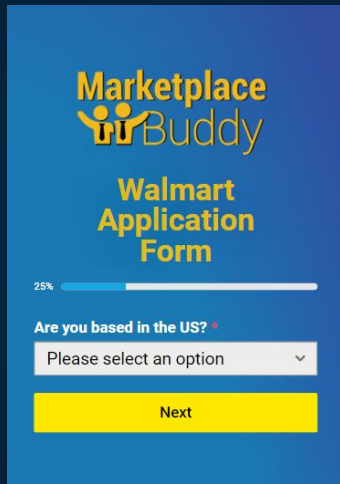 Marketplace
Buddy
Walmart
Application
Form
25%
Are you based in the US? *
Please select an option
Next